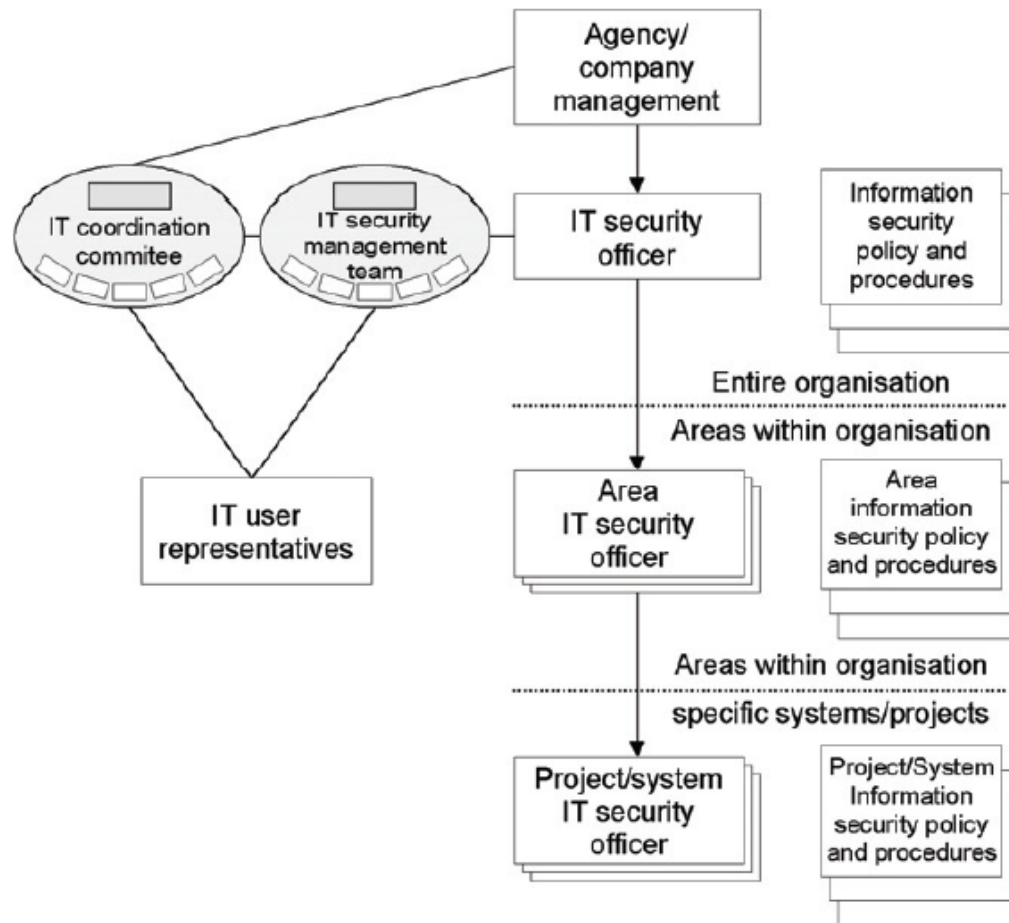 Agency/
company
management
IT coordination
commitee
IT security
management
team
IT security
officer
Information
security
policy and
procedures
Entire organisation
Areas within organisation
IT user
representatives
Area
IT security
officer
Area
information
security policy
and procedures
Areas within organisation
specific systems/projects
Project/system
IT security
officer
Project/System
Information
security policy
and procedures